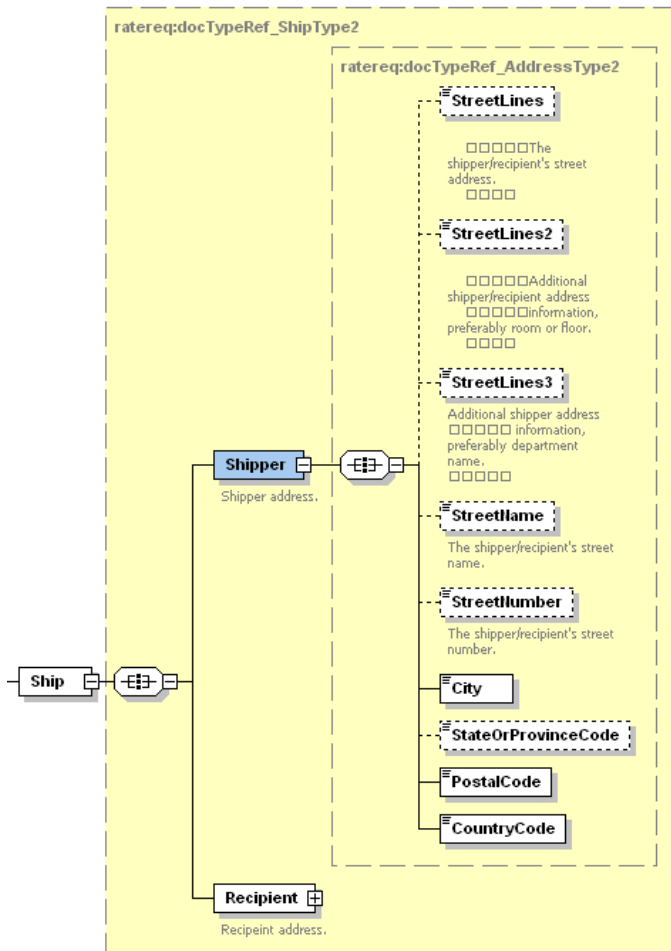 ratereq:docTypeRef_ShipType2
ratereq:docTypeRef_AddressType2
StreetLines
□□□□□The
shipper/recipient's street
address.
□□□□
StreetLines2
□□□□□Additional
shipper/recipient address
□□□□□information,
preferably room or floor.
□□□□
StreetLines3
Additional shipper address
□□□□□ information,
preferably department
name.
□□□□□
Shipper
Shipper address.
StreetName
The shipper/recipient's street
name.
StreetNumber
The shipper/recipient's street
number.
Ship
City
StateOrProvinceCode
PostalCode
CountryCode
Recipient
Recipeint address.